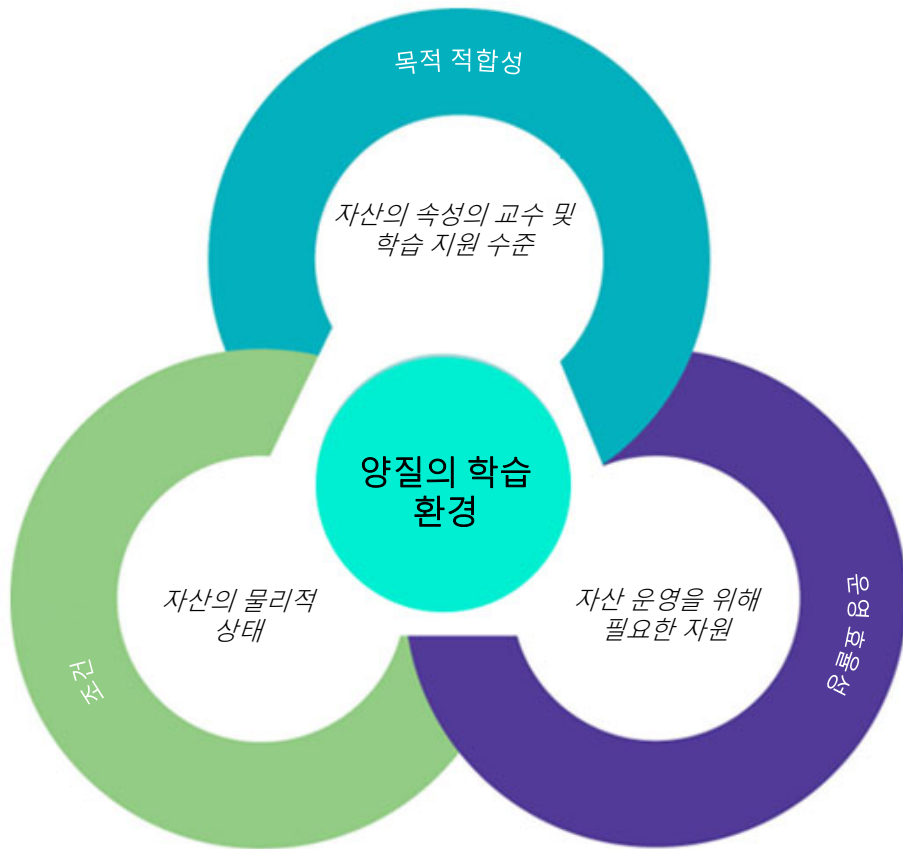 목적 적합성
자산의 속성의 교수 및
학습 지원 수준
양질의 학습
환경
자산의 물리적
상태
자산 운영을 위해
필요한 자원
조건
운영 효율성